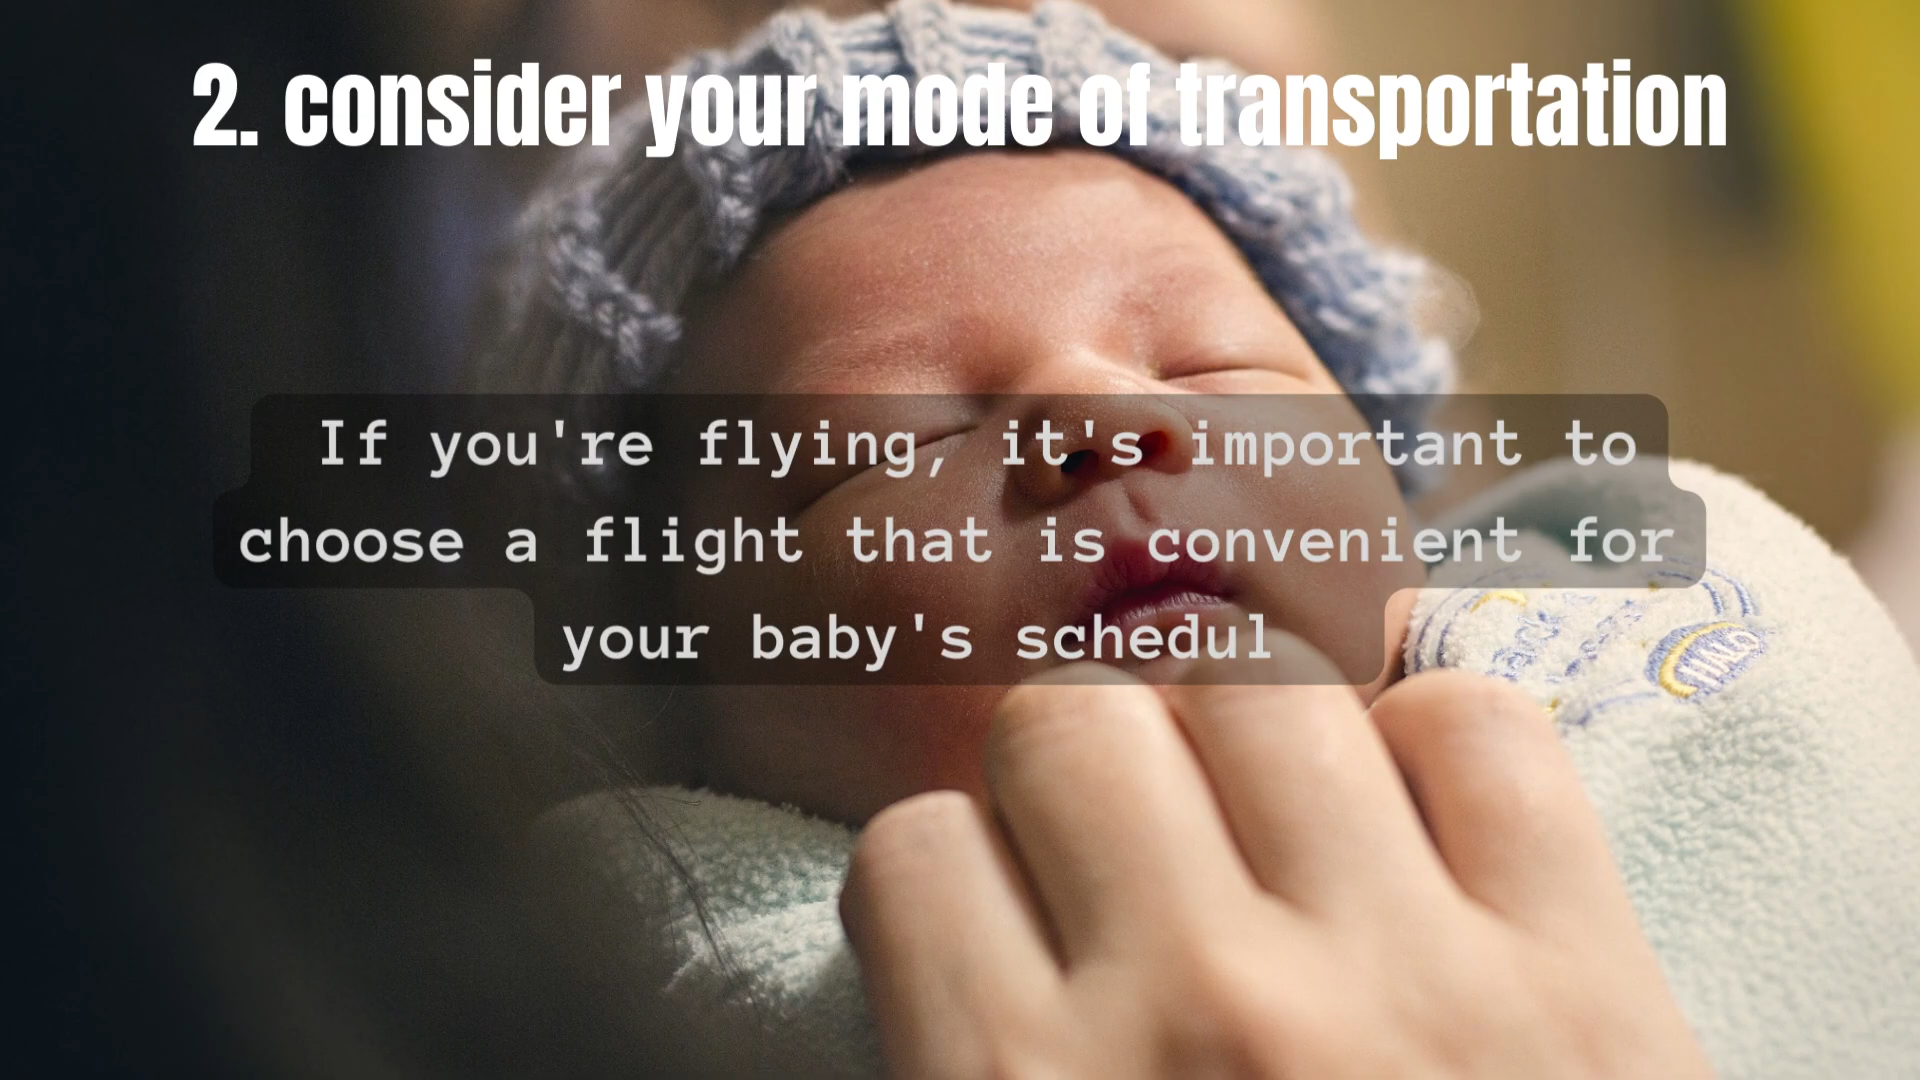 2. consider your mode of transportation
If you're flying, it's important to
choose a flight that is convenient for
your baby's schedul
HALO